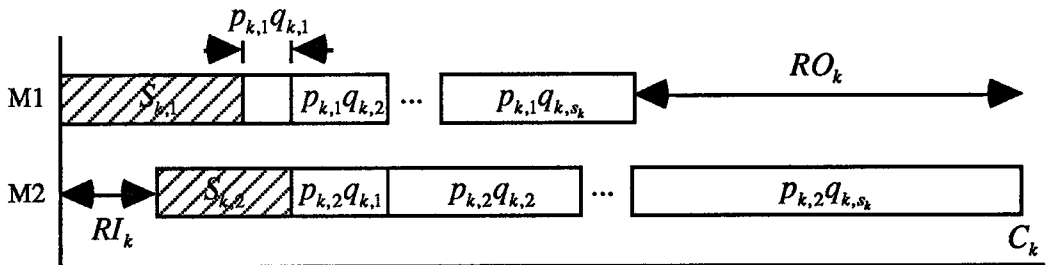 p_{k,1}q_{k,1}
M1 S_{k,1} p_{k,1}q_{k,2} ... p_{k,1}q_{k,s_k} RO_k
M2 S_{k,2} p_{k,2}q_{k,1} p_{k,2}q_{k,2} ... p_{k,2}q_{k,s_k}
RI_k C_k